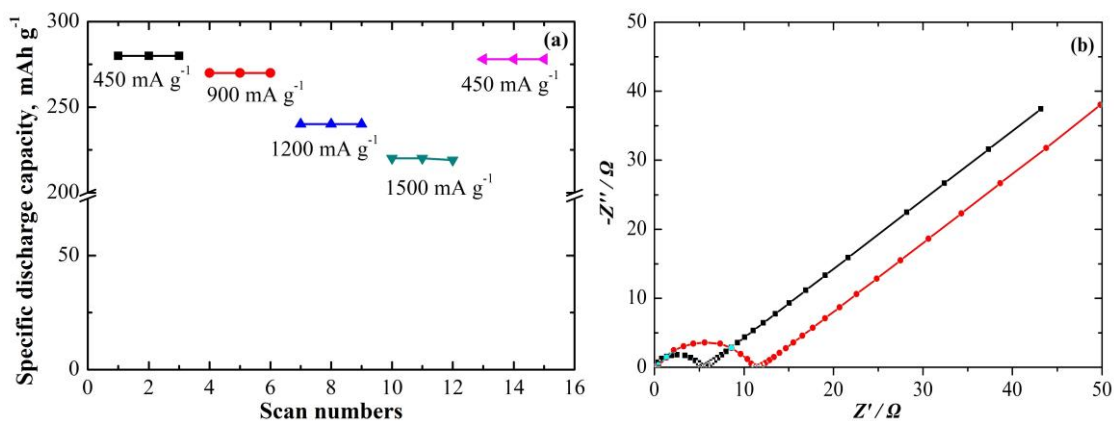 (a)
Specific discharge capacity, mAh g⁻¹
300
250
200
50
0
450 mA g⁻¹
900 mA g⁻¹
1200 mA g⁻¹
1500 mA g⁻¹
450 mA g⁻¹
0 2 4 6 8 10 12 14 16
Scan numbers
(b)
-Z''/ Ω
-50
-40
30
20
10
0
0 10 20 30 40 50
Z'/ Ω